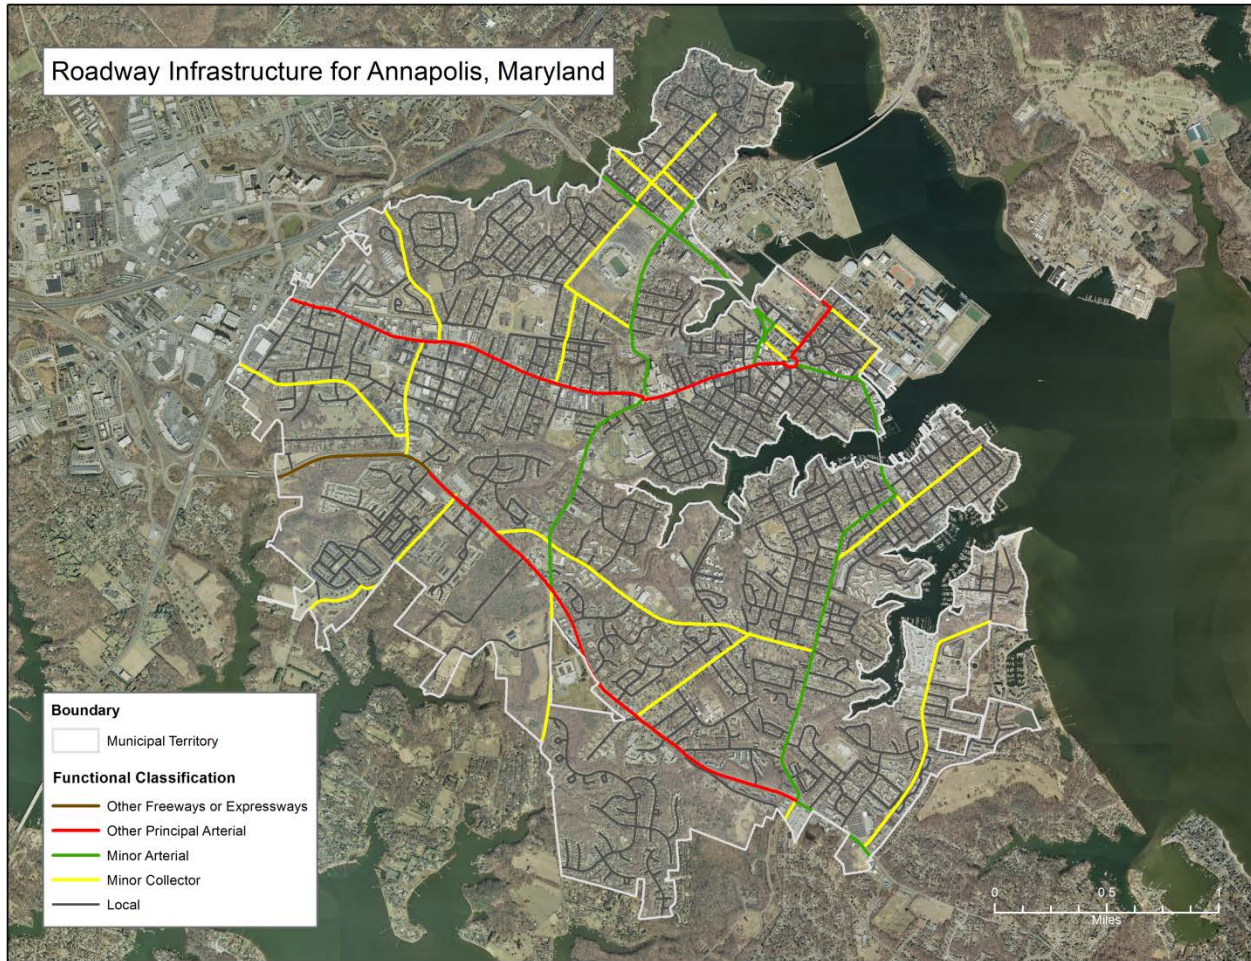 Roadway Infrastructure for Annapolis, Maryland
Boundary
Municipal Territory
Functional Classification
Other Freeways or Expressways
Other Principal Arterial
Minor Arterial
Minor Collector
Local
0 0.5 1
Miles